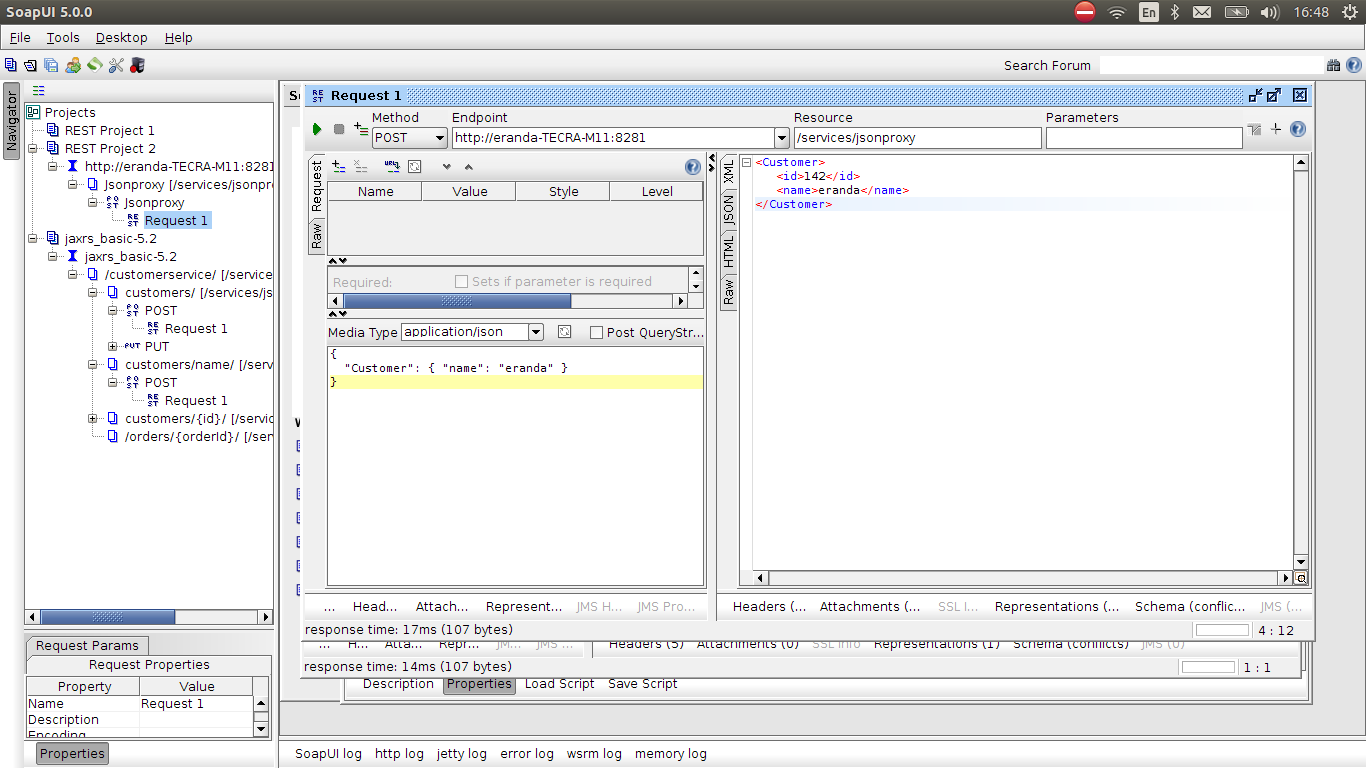 SoapUI 5.0.0
En
16:48
File Tools Desktop Help
Search Forum
Navigator
Projects
REST Project 1
REST Project 2
http://eranda-TECRA-M11:8281
Jsonproxy [/services/jsonpr
Jsonproxy
Request 1
jaxrs_basic-5.2
jaxrs_basic-5.2
/customerservice/ [/service
customers/ [/services/js
POST
Request 1
PUT
customers/name/ [/servic
POST
Request 1
customers/{id}/ [/servic
/orders/{orderId}/ [/ser
Request 1
Method Endpoint Resource Parameters
POST http://eranda-TECRA-M11:8281 /services/jsonproxy
Request
Raw
Name Value Style Level
Required: Sets if parameter is required
Media Type application/json Post QueryStr...
{
"Customer": { "name": "eranda" }
}
XML
JSON
HTML
Raw
<Customer>
<id>142</id>
<name>eranda</name>
</Customer>
... Head... Attach... Represent... JMS H... JMS Pro...
Headers (... Attachments (... SSL I... Representations (... Schema (conflic... JMS (...
response time: 17ms (107 bytes)
4 : 12
... H... Atta... Repr... JM... JMS ...
Headers (5) Attachments (0) SSL Info Representations (1) Schema (conflicts) JMS (0)
response time: 14ms (107 bytes)
1 : 1
Description Properties Load Script Save Script
Request Params
Request Properties
Property Value
Name Request 1
Description
Encoding
Properties
SoapUI log http log jetty log error log wsrm log memory log